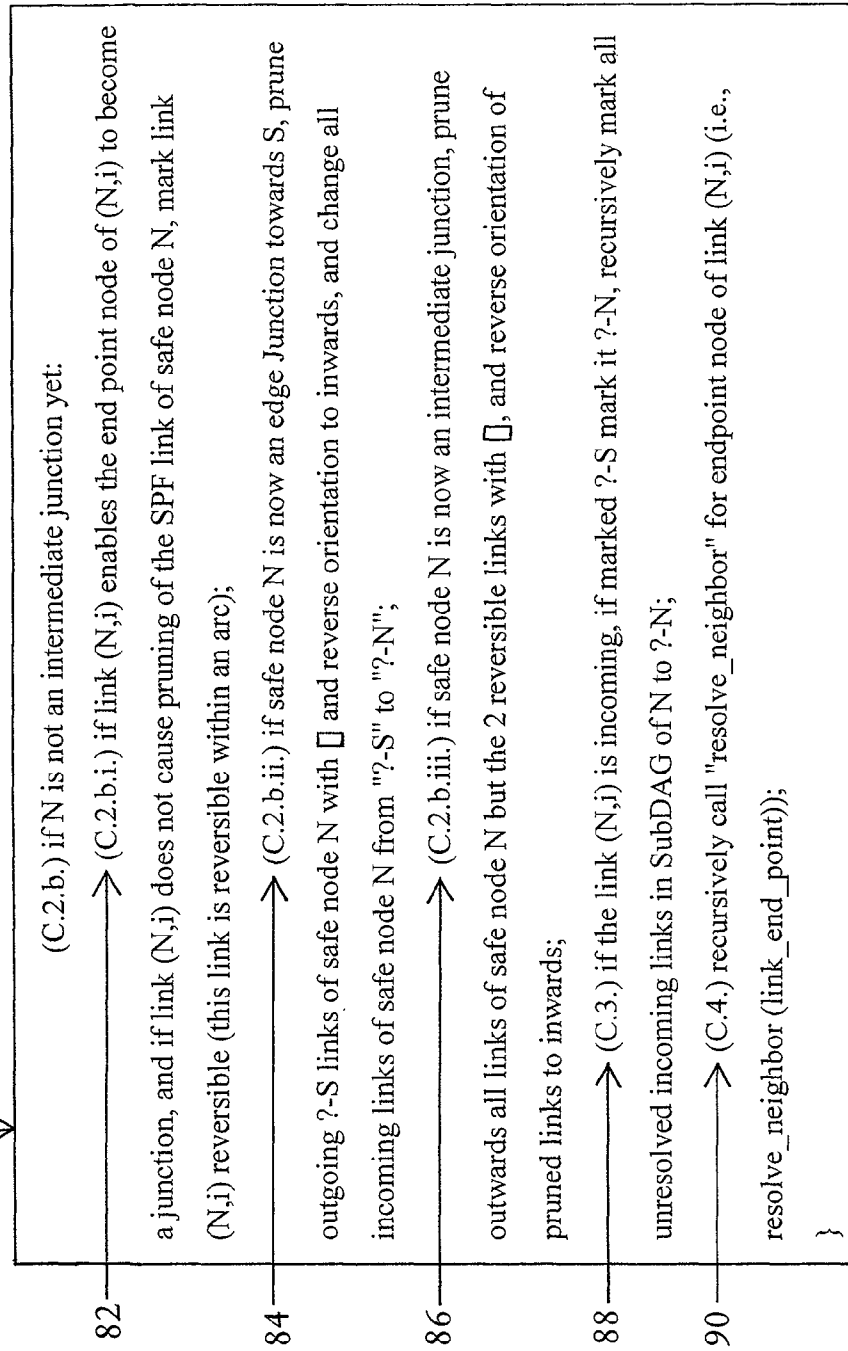 (C.2.b.) if N is not an intermediate junction yet:
82 (C.2.b.i.) if link (N,i) enables the end point node of (N,i) to become
a junction, and if link (N,i) does not cause pruning of the SPF link of safe node N, mark link
(N,i) reversible (this link is reversible within an arc);
84 (C.2.b.ii.) if safe node N is now an edge Junction towards S, prune
outgoing ?-S links of safe node N with [] and reverse orientation to inwards, and change all
incoming links of safe node N from "?-S" to "?-N";
86 (C.2.b.iii.) if safe node N is now an intermediate junction, prune
outwards all links of safe node N but the 2 reversible links with [], and reverse orientation of
pruned links to inwards;
88 (C.3.) if the link (N,i) is incoming, if marked ?-S mark it ?-N, recursively mark all
unresolved incoming links in SubDAG of N to ?-N;
90 (C.4.) recursively call "resolve_neighbor" for endpoint node of link (N,i) (i.e.,
resolve_neighbor (link_end_point));
}